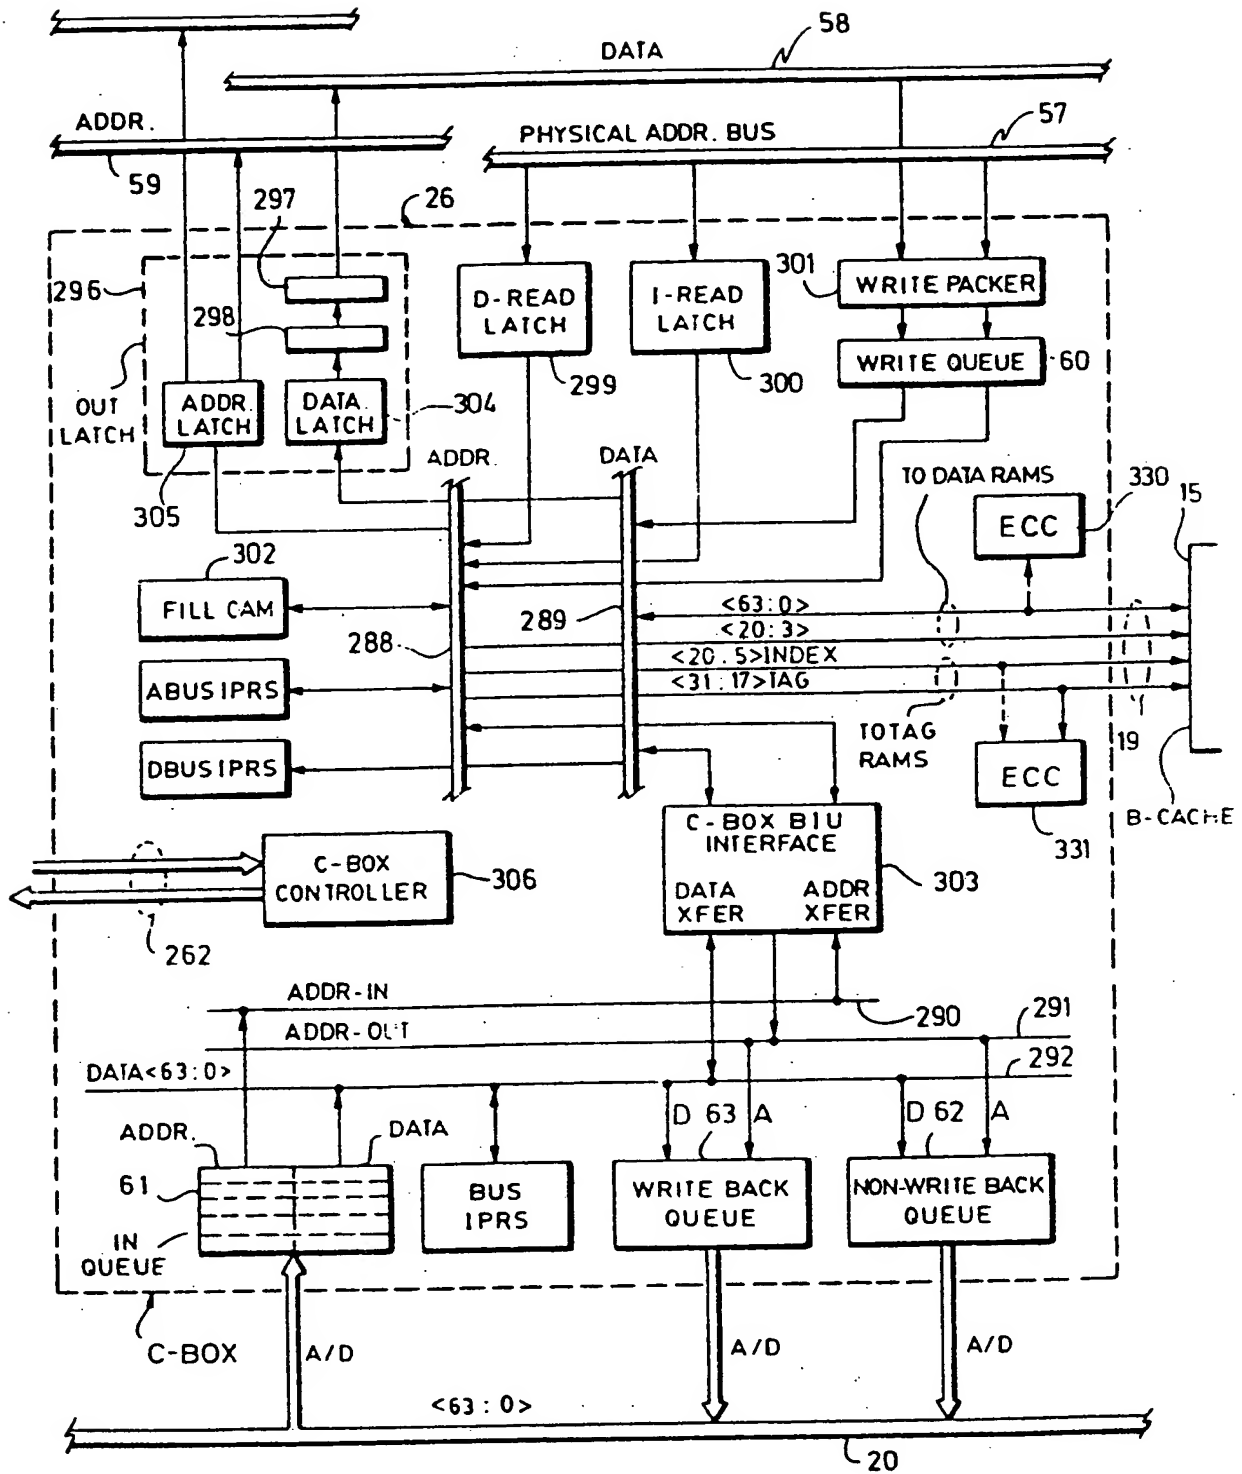 58
DATA
57
ADDR.
PHYSICAL ADDR. BUS
59
297
26
296
298
D-READ
LATCH
299
I-READ
LATCH
300
301
WRITE PACKER
WRITE QUEUE
60
OUT
LATCH
ADDR.
LATCH
305
DATA
LATCH
304
ADDR.
DATA
TO DATA RAMS
330
15
ECC
302
FILL CAM
288
289
<63:0>
<20:3>
<20.5>INDEX
<31:17>TAG
ABUS IPRS
DBUS IPRS
TO TAG
RAMS
ECC
331
19
B-CACHE
C-BOX BIU
INTERFACE
DATA
XFER
ADDR
XFER
303
C-BOX
CONTROLLER
306
262
ADDR-IN
290
ADDR-OUT
291
DATA<63:0>
292
ADDR.
DATA
61
IN
QUEUE
BUS
IPRS
D 63 A
WRITE BACK
QUEUE
D 62 A
NON-WRITE BACK
QUEUE
C-BOX
A/D
A/D
A/D
<63:0>
20